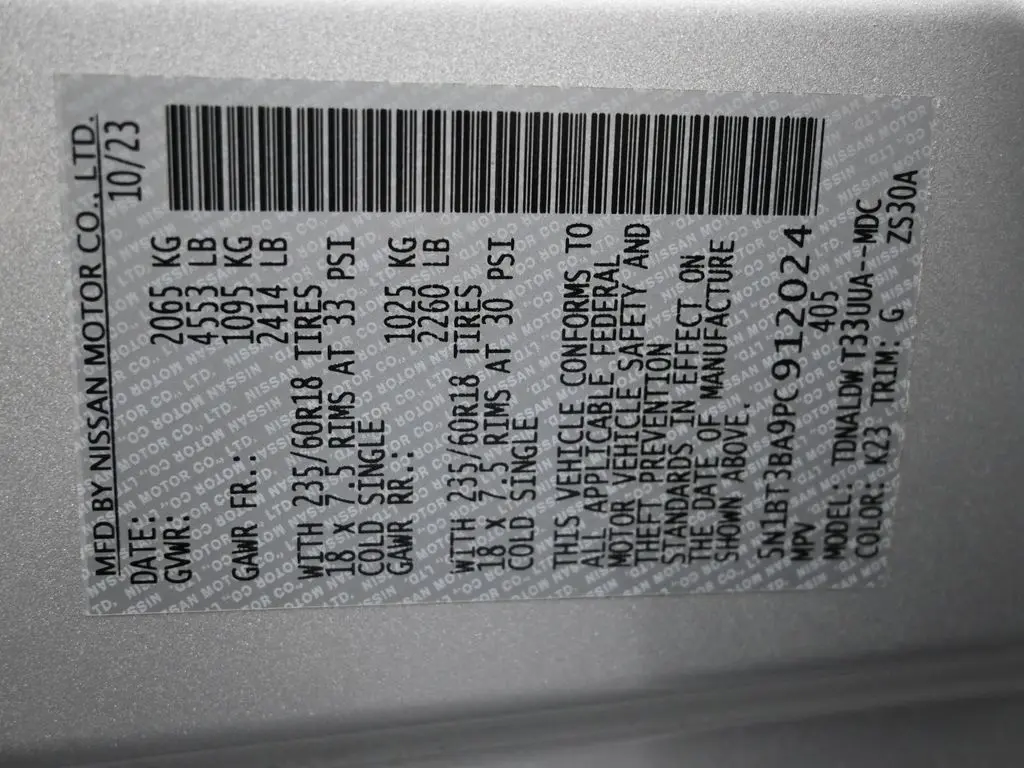 MFD BY NISSAN MOTOR CO., LTD.
DATE: 10/23
GVWR: 2065 KG
4553 LB
GAWR FR.: 1095 KG
2414 LB
WITH 235/60R18 TIRES
18 X 7.5 RIMS AT 33 PSI
COLD SINGLE
GAWR RR.: 1025 KG
2260 LB
WITH 235/60R18 TIRES
18 X 7.5 RIMS AT 30 PSI
COLD SINGLE
THIS VEHICLE CONFORMS TO
ALL APPLICABLE FEDERAL
MOTOR VEHICLE SAFETY AND
THEFT PREVENTION
STANDARDS IN EFFECT ON
THE DATE OF MANUFACTURE
SHOWN ABOVE.
5N1BT3BA9PC912024
MPV 405
MODEL: TDNALDW T33UUA--MDC
COLOR: K23 TRIM: G ZS30A